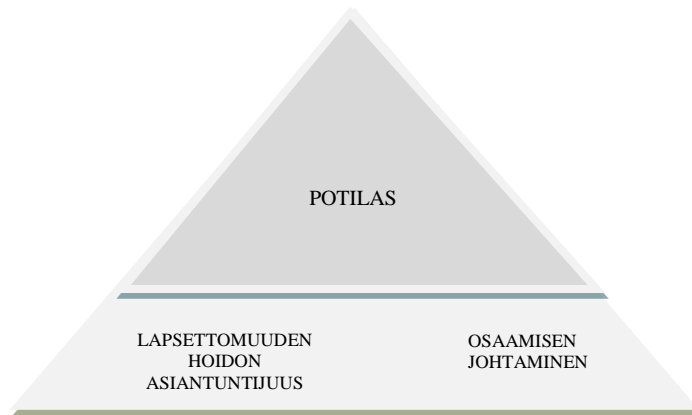 POTILAS
LAPSETTOMUUDEN
HOIDON
ASIANTUNTIJUUS
OSAAMISEN
JOHTAMINEN